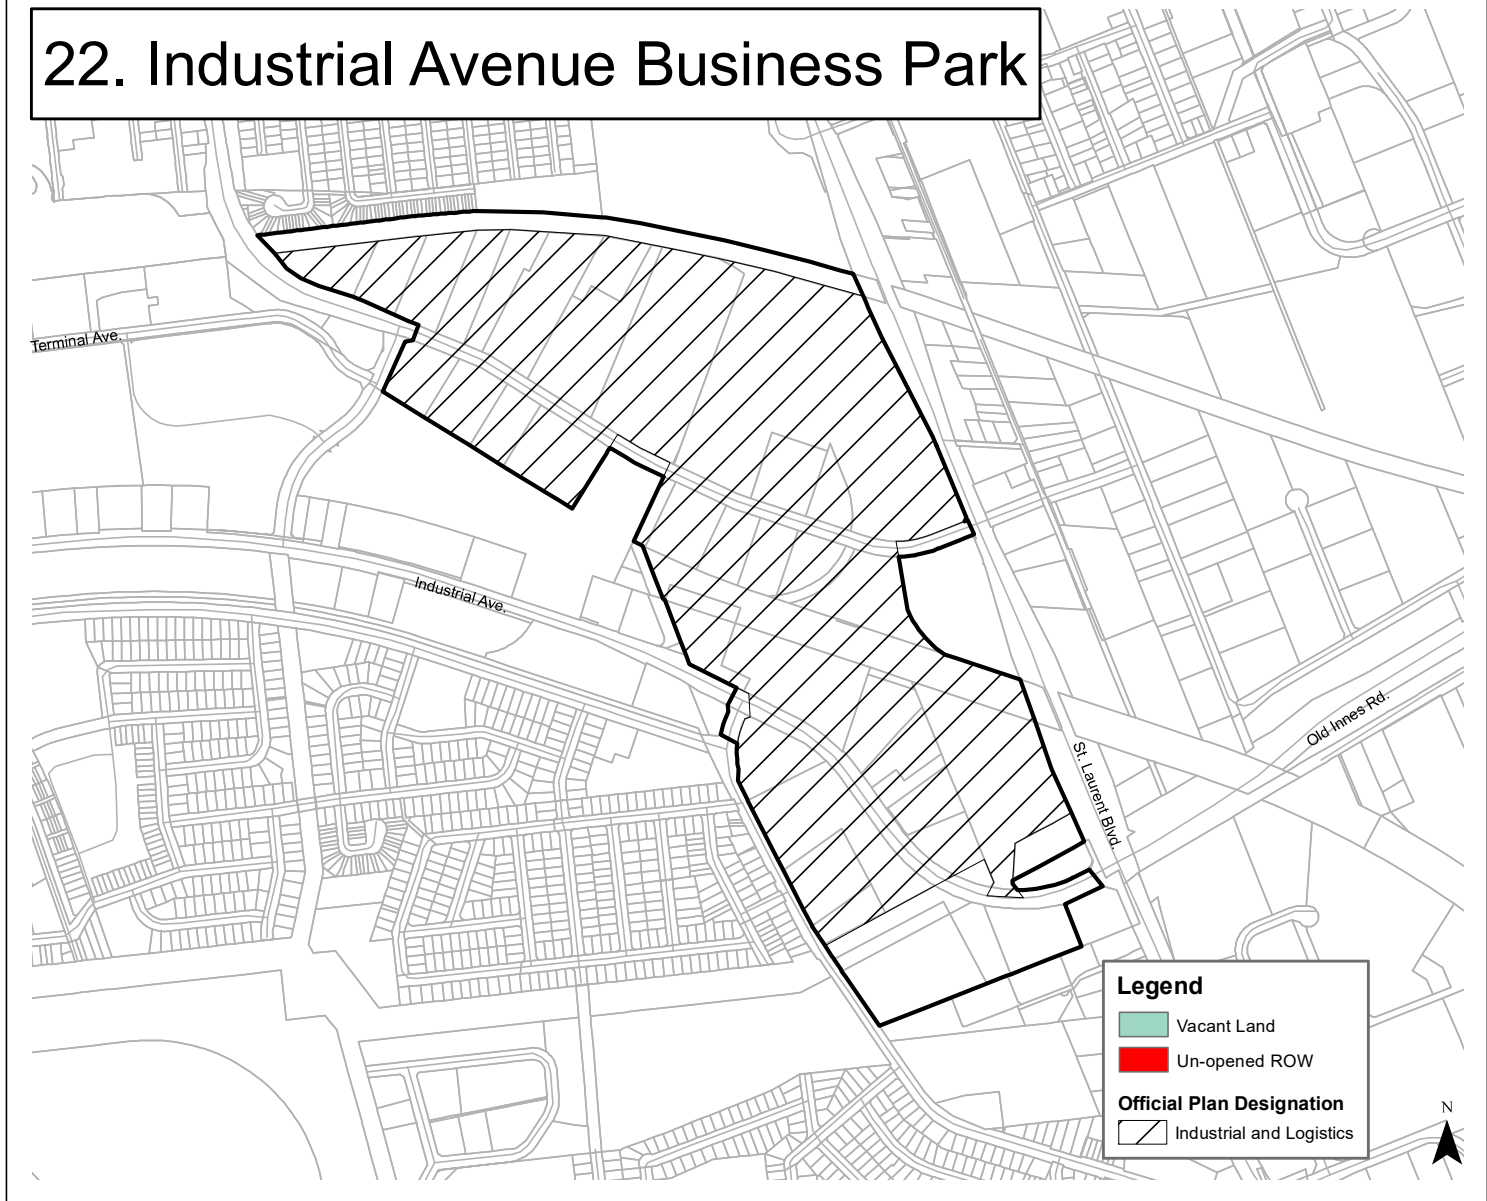 22. Industrial Avenue Business Park
Terminal Ave.
Industrial Ave.
Old Innes Rd.
St. Laurent Blvd.
Legend
Vacant Land
Un-opened ROW
Official Plan Designation
Industrial and Logistics
N